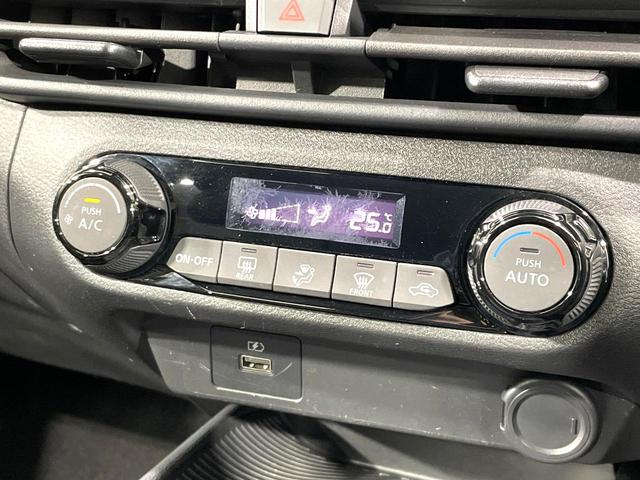 PUSH
A/C
25.0
°C
PUSH
AUTO
ON·OFF
REAR
FRONT